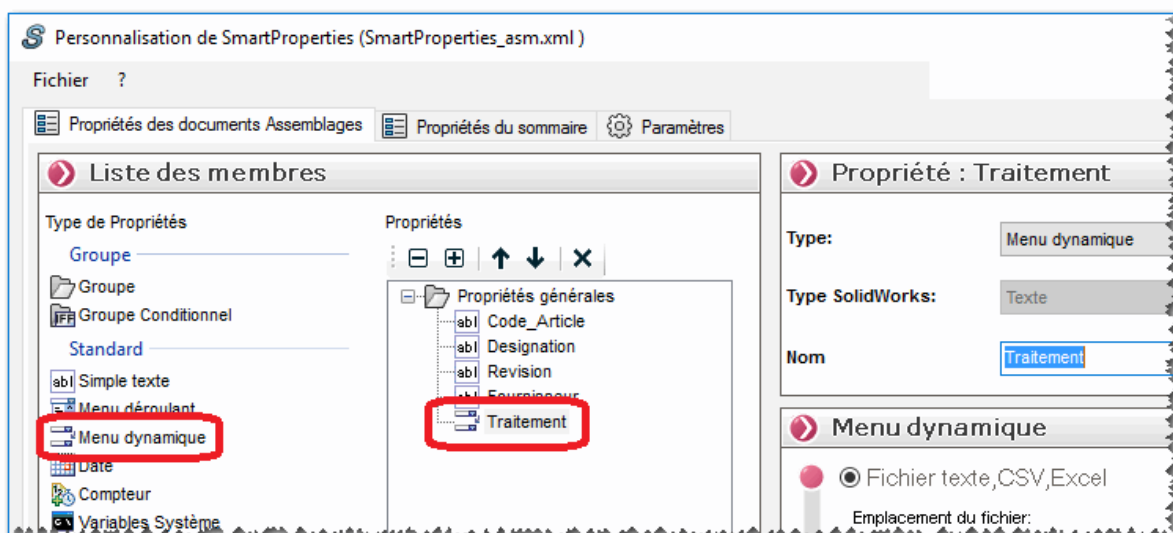 Personnalisation de SmartProperties (SmartProperties_asm.xml )
Fichier ?
Propriétés des documents Assemblages Propriétés du sommaire Paramètres
Liste des membres
Type de Propriétés
Groupe
Groupe
Groupe Conditionnel
Standard
Simple texte
Menu déroulant
Menu dynamique
Date
Compteur
Variables Système
Propriétés
Propriétés générales
Code_Article
Designation
Revision
Fournisseur
Traitement
Propriété : Traitement
Type: Menu dynamique
Type SolidWorks: Texte
Nom Traitement
Menu dynamique
Fichier texte,CSV,Excel
Emplacement du fichier: